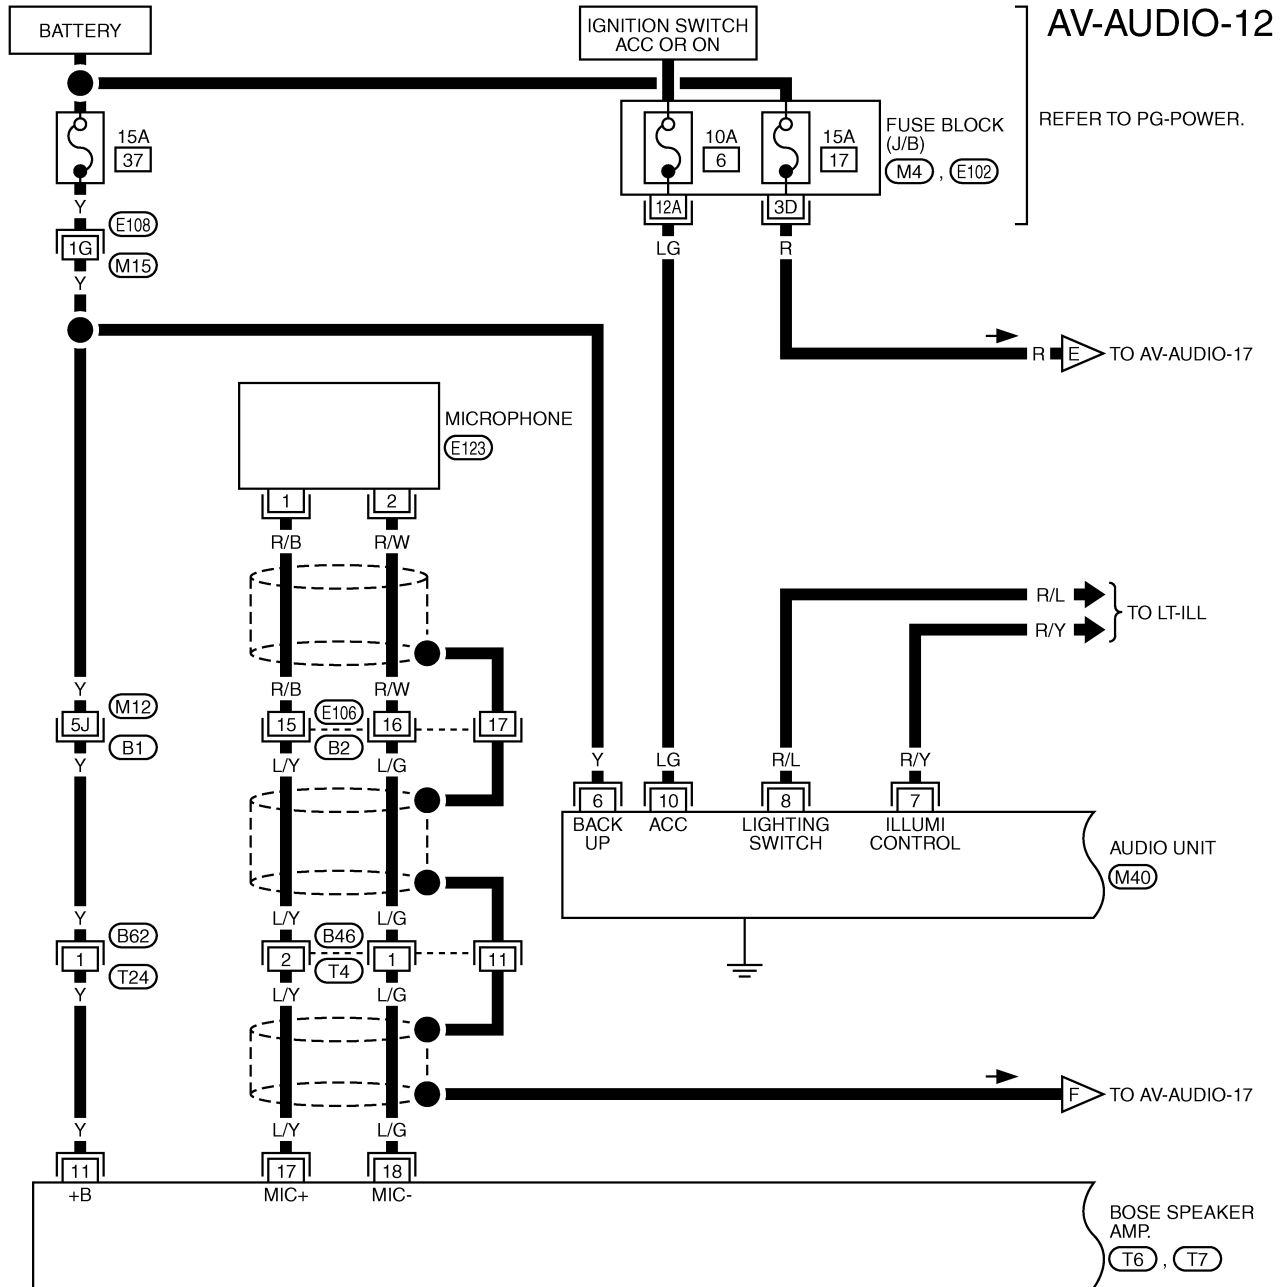 AV-AUDIO-12
BATTERY
IGNITION SWITCH
ACC OR ON
REFER TO PG-POWER.
15A
37
10A
6
15A
17
FUSE BLOCK
(J/B)
M4 , E102
Y
12A
3D
E108
1G
M15
LG
R
Y
R
E
TO AV-AUDIO-17
MICROPHONE
E123
1
2
R/B
R/W
R/L
R/Y
TO LT-ILL
Y
R/B
R/W
M12
5J
B1
15
E106
B2
16
17
Y
L/Y
L/G
Y
LG
R/L
R/Y
6
10
8
7
BACK
UP
ACC
LIGHTING
SWITCH
ILLUMI
CONTROL
AUDIO UNIT
M40
Y
L/Y
L/G
B62
1
T24
2
B46
T4
1
11
Y
L/Y
L/G
F
TO AV-AUDIO-17
Y
L/Y
L/G
11
17
18
+B
MIC+
MIC-
BOSE SPEAKER
AMP.
T6 , T7